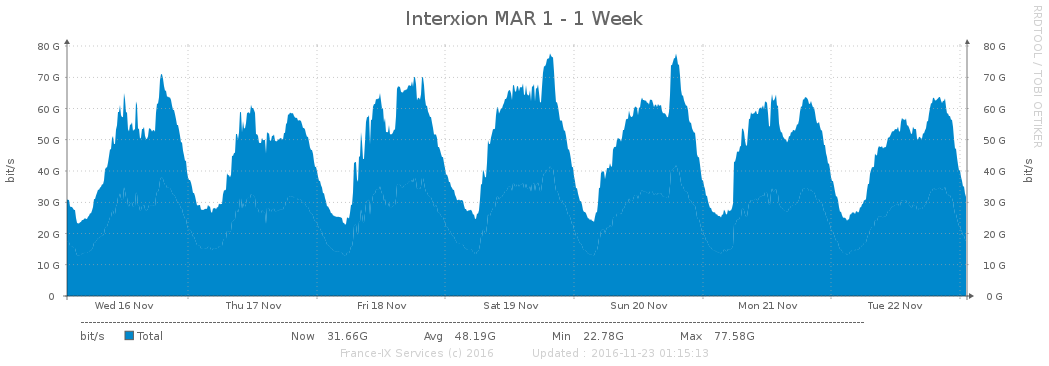 Interxion MAR 1 - 1 Week
RRDTOOL / TOBI OETIKER
bit/s
80 G
70 G
60 G
50 G
40 G
30 G
20 G
10 G
0
80 G
70 G
60 G
50 G
40 G
30 G
20 G
10 G
0 G
bit/s
Wed 16 Nov Thu 17 Nov Fri 18 Nov Sat 19 Nov Sun 20 Nov Mon 21 Nov Tue 22 Nov
bit/s Total Now 31.66G Avg 48.19G Min 22.78G Max 77.58G
France-IX Services (c) 2016 Updated : 2016-11-23 01:15:13